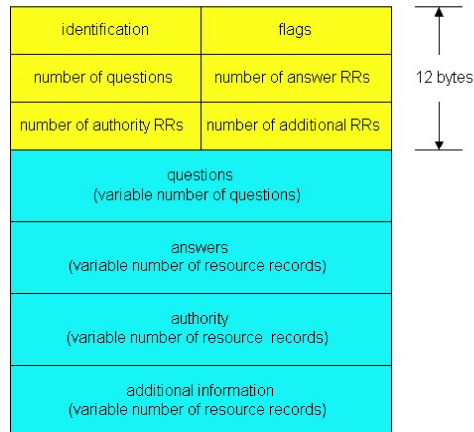 identification
flags
number of questions
number of answer RRs
12 bytes
number of authority RRs
number of additional RRs
questions
(variable number of questions)
answers
(variable number of resource records)
authority
(variable number of resource records)
additional information
(variable number of resource records)